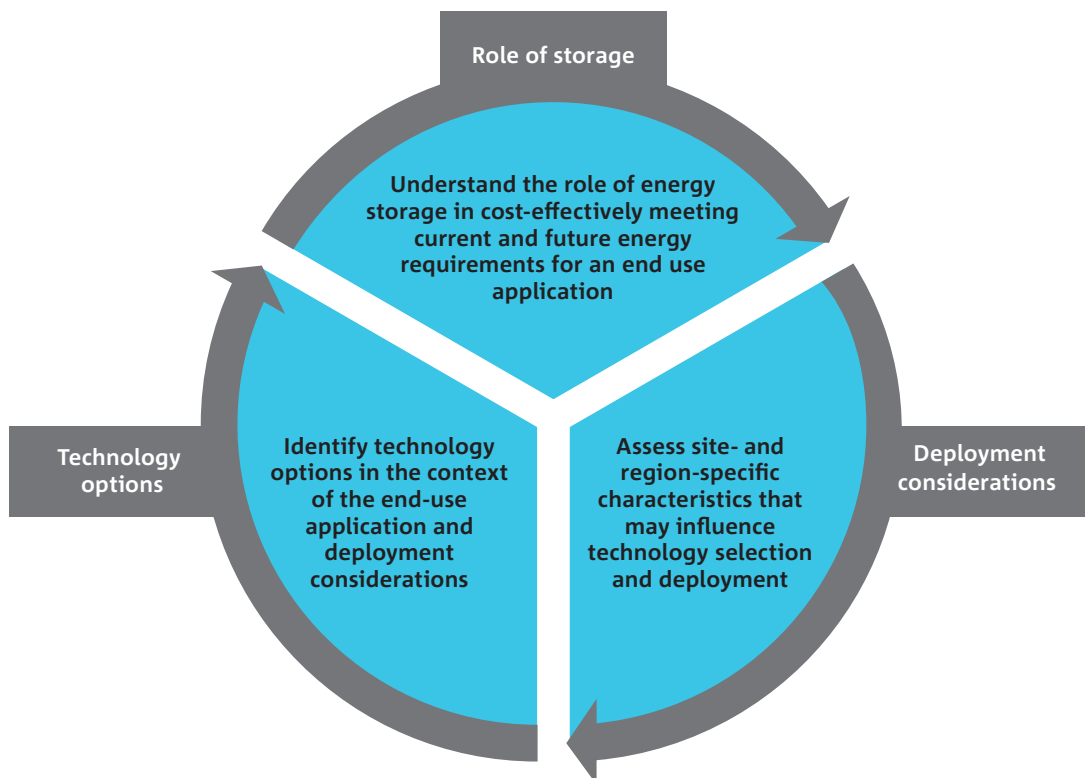 Role of storage
Understand the role of energy
storage in cost-effectively meeting
current and future energy
requirements for an end use
application
Deployment
considerations
Assess site- and
region-specific
characteristics that
may influence
technology selection
and deployment
Technology
options
Identify technology
options in the context
of the end-use
application and
deployment
considerations